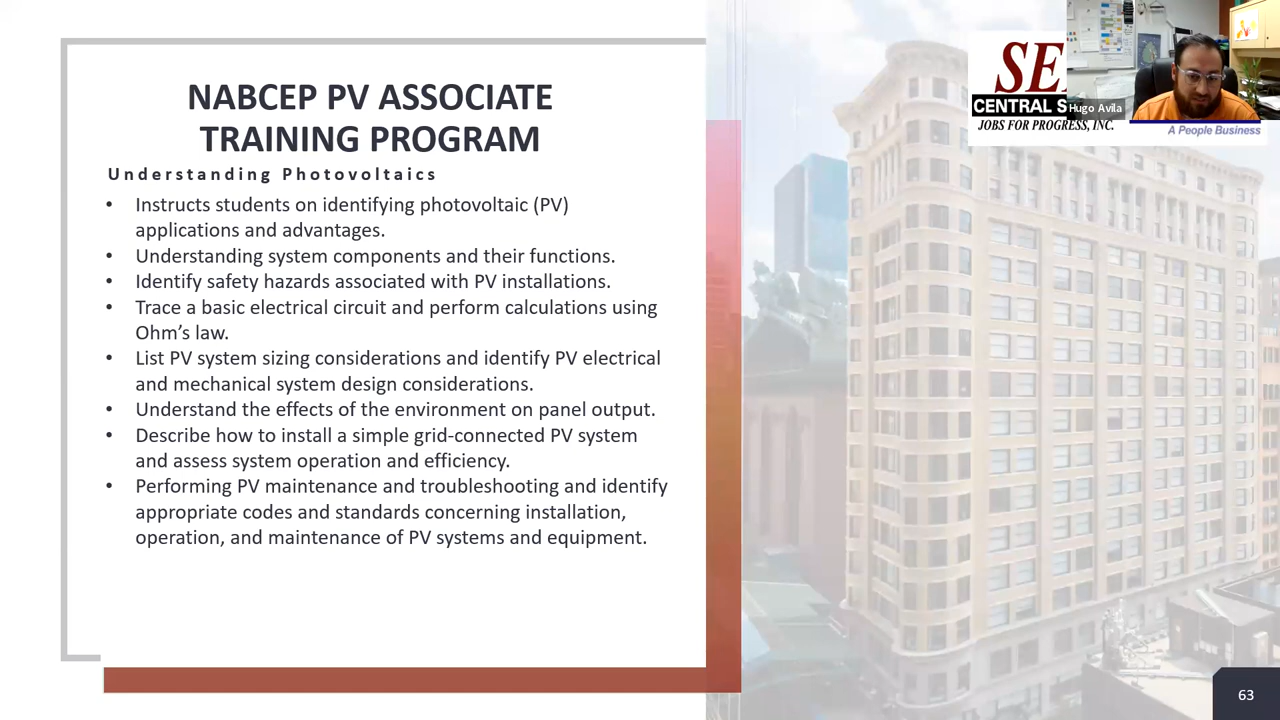 NABCEP PV ASSOCIATE
TRAINING PROGRAM
Understanding Photovoltaics
• Instructs students on identifying photovoltaic (PV)
applications and advantages.
• Understanding system components and their functions.
• Identify safety hazards associated with PV installations.
• Trace a basic electrical circuit and perform calculations using
Ohm’s law.
• List PV system sizing considerations and identify PV electrical
and mechanical system design considerations.
• Understand the effects of the environment on panel output.
• Describe how to install a simple grid-connected PV system
and assess system operation and efficiency.
• Performing PV maintenance and troubleshooting and identify
appropriate codes and standards concerning installation,
operation, and maintenance of PV systems and equipment.
SE
CENTRAL S
JOBS FOR PROGRESS, INC.
A People Business
Hugo Avila
63